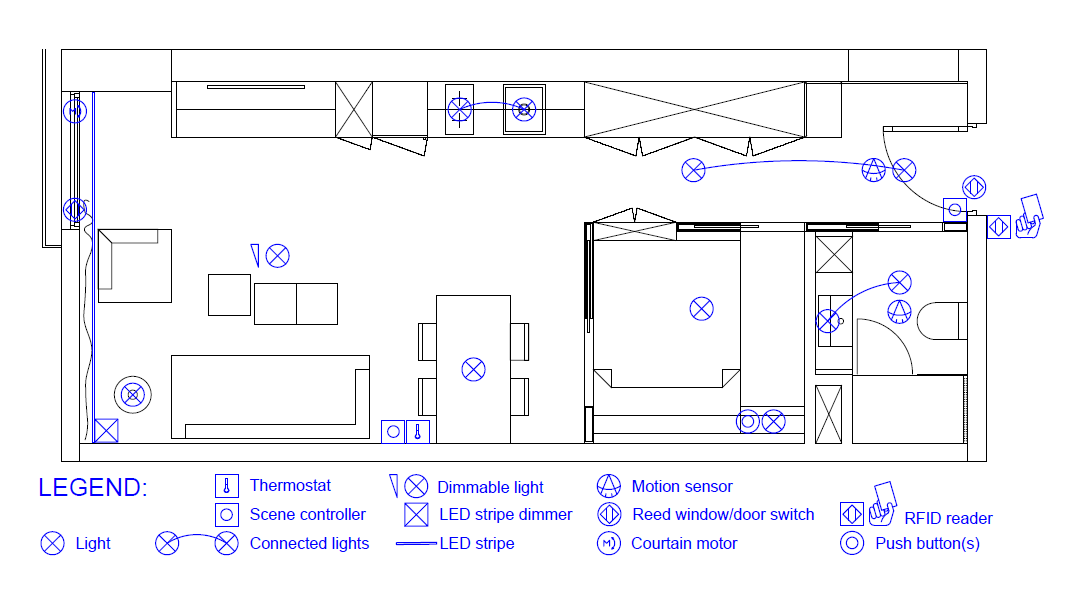 LEGEND:
Thermostat
Dimmable light
Motion sensor
Scene controller
LED stripe dimmer
Reed window/door switch
RFID reader
Light
Connected lights
LED stripe
M
Courtain motor
Push button(s)
M